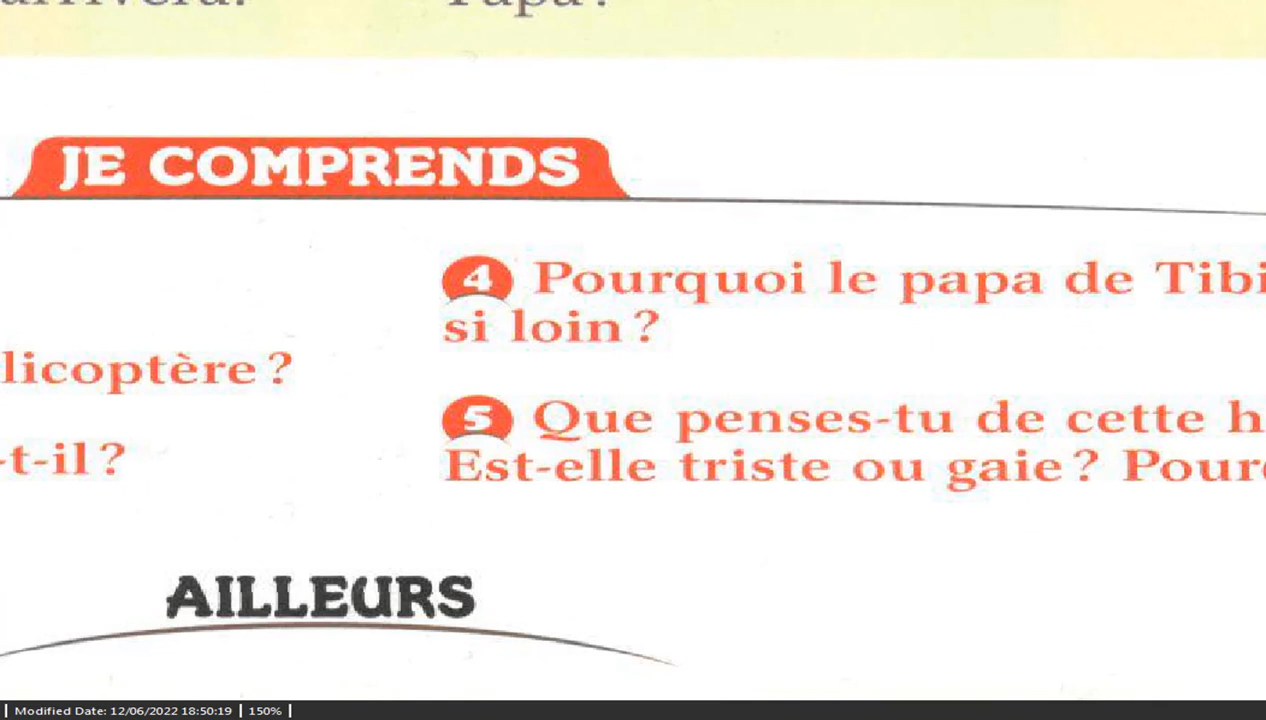 Papa?
JE COMPRENDS
licoptère?
-t-il?
4 Pourquoi le papa de Tibi
si loin?
5 Que penses-tu de cette h
Est-elle triste ou gaie? Pour
AILLEURS
Modified Date: 12/06/2022 18:50:19 150%